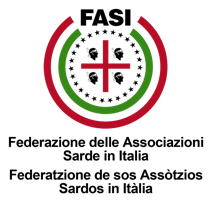 FASI
Federazione delle Associazioni
Sarde in Italia
Federatzione de sos Assòtzios
Sardos in Itàlia